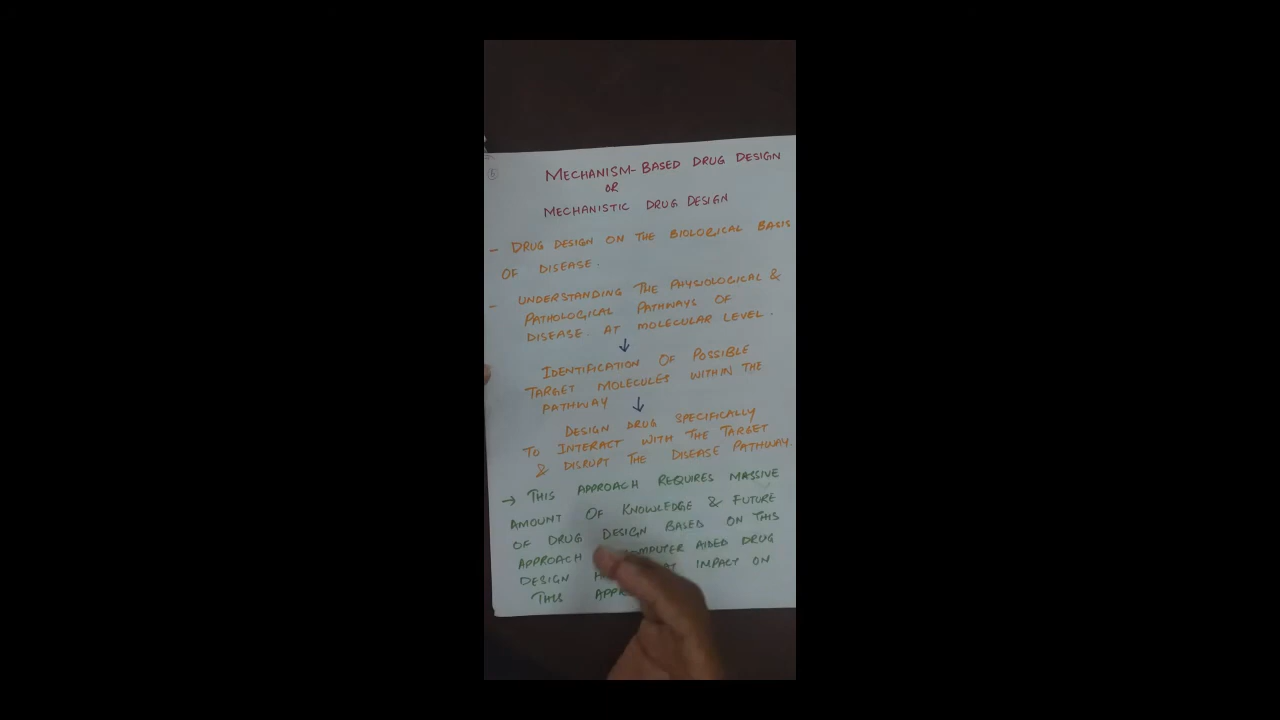 6
MECHANISM-BASED DRUG DESIGN
OR
MECHANISTIC DRUG DESIGN
- DRUG DESIGN ON THE BIOLOGICAL BASIS
OF DISEASE.
- UNDERSTANDING THE PHYSIOLOGICAL &
PATHOLOGICAL PATHWAYS OF
DISEASE. AT MOLECULAR LEVEL.
↓
IDENTIFICATION OF POSSIBLE
TARGET MOLECULES WITHIN THE
PATHWAY ↓
DESIGN DRUG SPECIFICALLY
TO INTERACT WITH THE TARGET
& DISRUPT THE DISEASE PATHWAY.
→ THIS APPROACH REQUIRES MASSIVE
AMOUNT OF KNOWLEDGE & FUTURE
OF DRUG DESIGN BASED ON THIS
APPROACH COMPUTER AIDED DRUG
DESIGN IMPACT ON
THIS